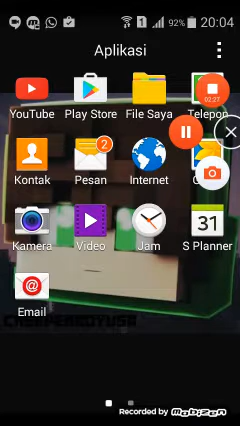 92% 20:04
Aplikasi
YouTube Play Store File Saya Telepon
02:27
2
Kontak Pesan Internet
Kamera Video Jam S Planner
31
Email
Recorded by Mobizen